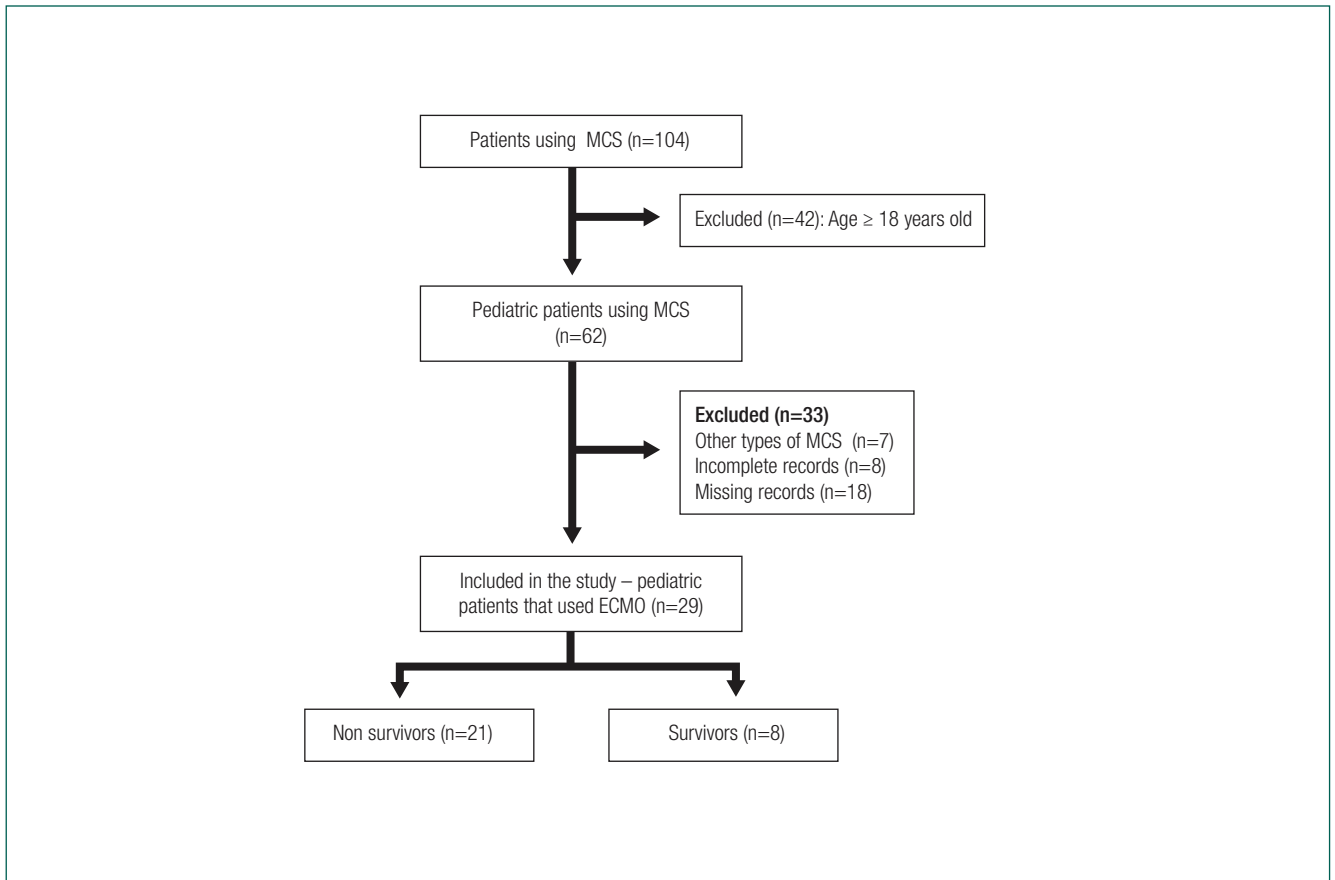 Patients using MCS (n=104)
Excluded (n=42): Age ≥ 18 years old
Pediatric patients using MCS
(n=62)
Excluded (n=33)
Other types of MCS (n=7)
Incomplete records (n=8)
Missing records (n=18)
Included in the study – pediatric
patients that used ECMO (n=29)
Non survivors (n=21)
Survivors (n=8)